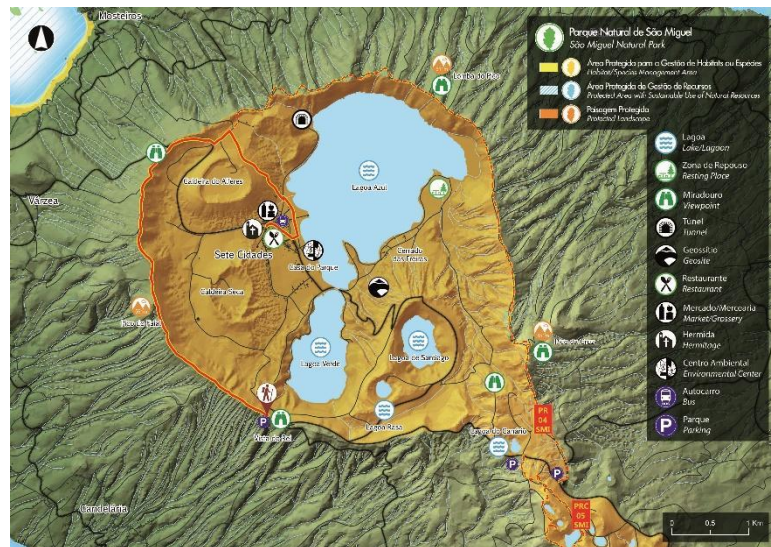 Mosteiros
Parque Natural de São Miguel
São Miguel Natural Park
Área Protegida para a Gestão de Habitats ou Espécies
Habitat/Species Management Area
Área Protegida de Gestão de Recursos
Protected Area with Sustainable Use of Natural Resources
Paisagem Protegida
Protected Landscape
Lomba do Pico
Lagoa
Lake/Lagoon
Zona de Repouso
Resting Place
Miradouro
Viewpoint
Túnel
Tunnel
Geossítio
Geosite
Restaurante
Restaurant
Mercado/Mercearia
Market/Grossery
Hermida
Hermitage
Centro Ambiental
Environmental Center
Autocarro
Bus
P
Parque
Parking
Lagoa Azul
Caldeira do Alferes
Várzea
Sete Cidades
Casa do Parque
Cerrado
das Freiras
Caldeira Seca
Lagoa Verde
Lagoa de Santiago
Lagoa Rasa
P
Vista do Rei
Lagoa do Canário
P
P
PR
04
SMI
PRC
05
SMI
Candelária
0
0.5
1 Km